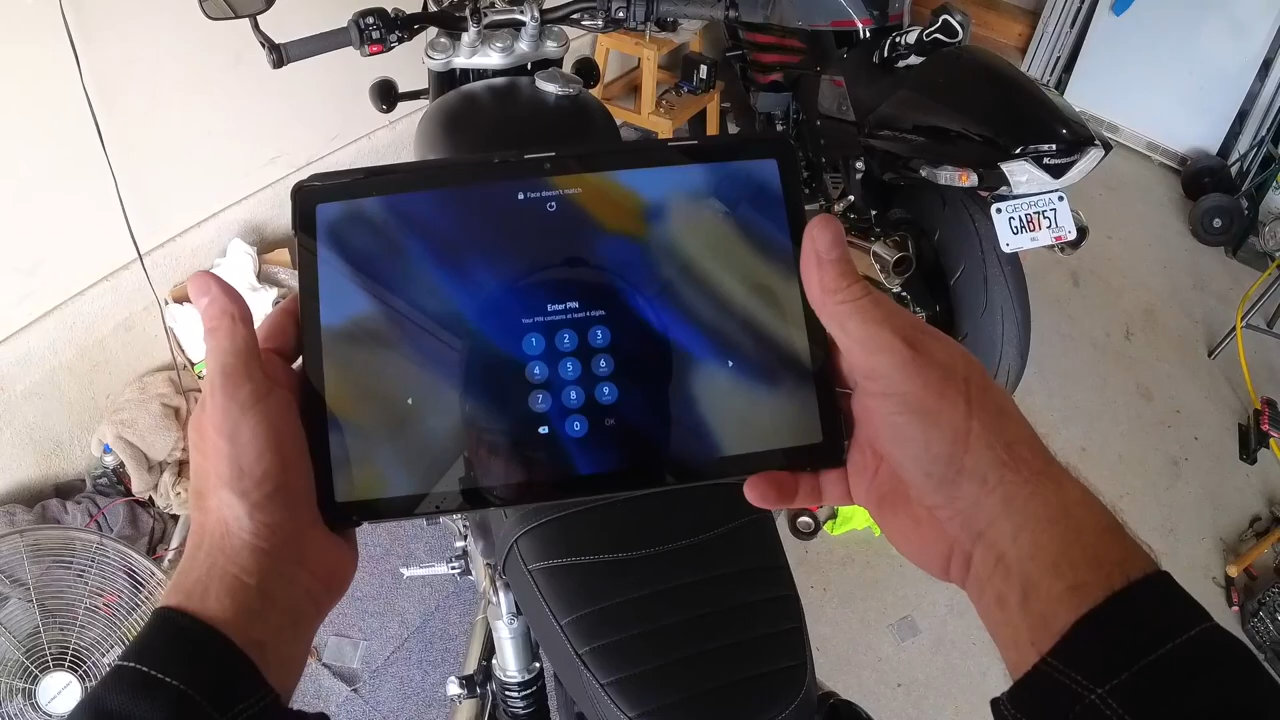 Face doesn't match
Enter PIN
Your PIN contains at least 4 digits.
1
2
3
4
5
6
7
8
9
0
OK
Kawasaki
GEORGIA
GAB757